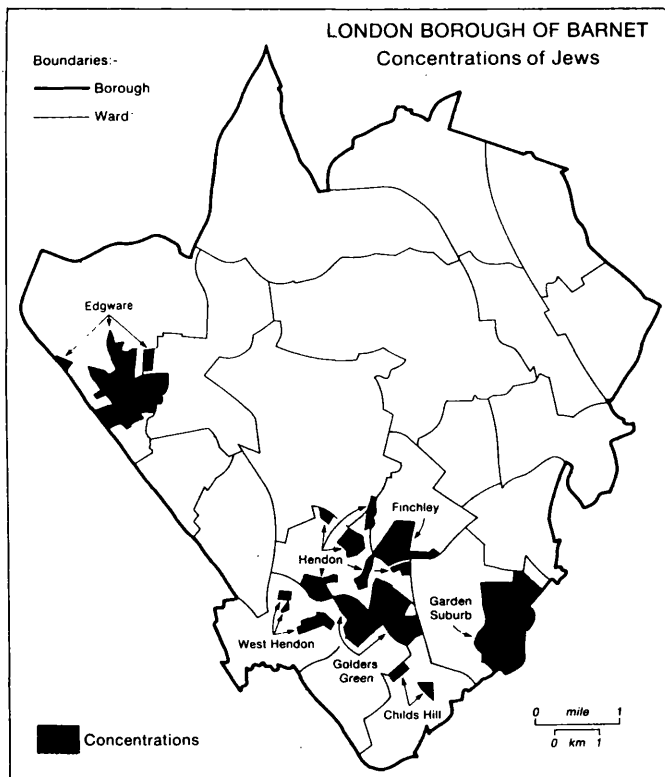 LONDON BOROUGH OF BARNET
Concentrations of Jews
Boundaries:-
Borough
Ward
Edgware
Finchley
Hendon
Garden
Suburb
West Hendon
Golders
Green
Childs Hill
0 mile 1
0 km 1
Concentrations